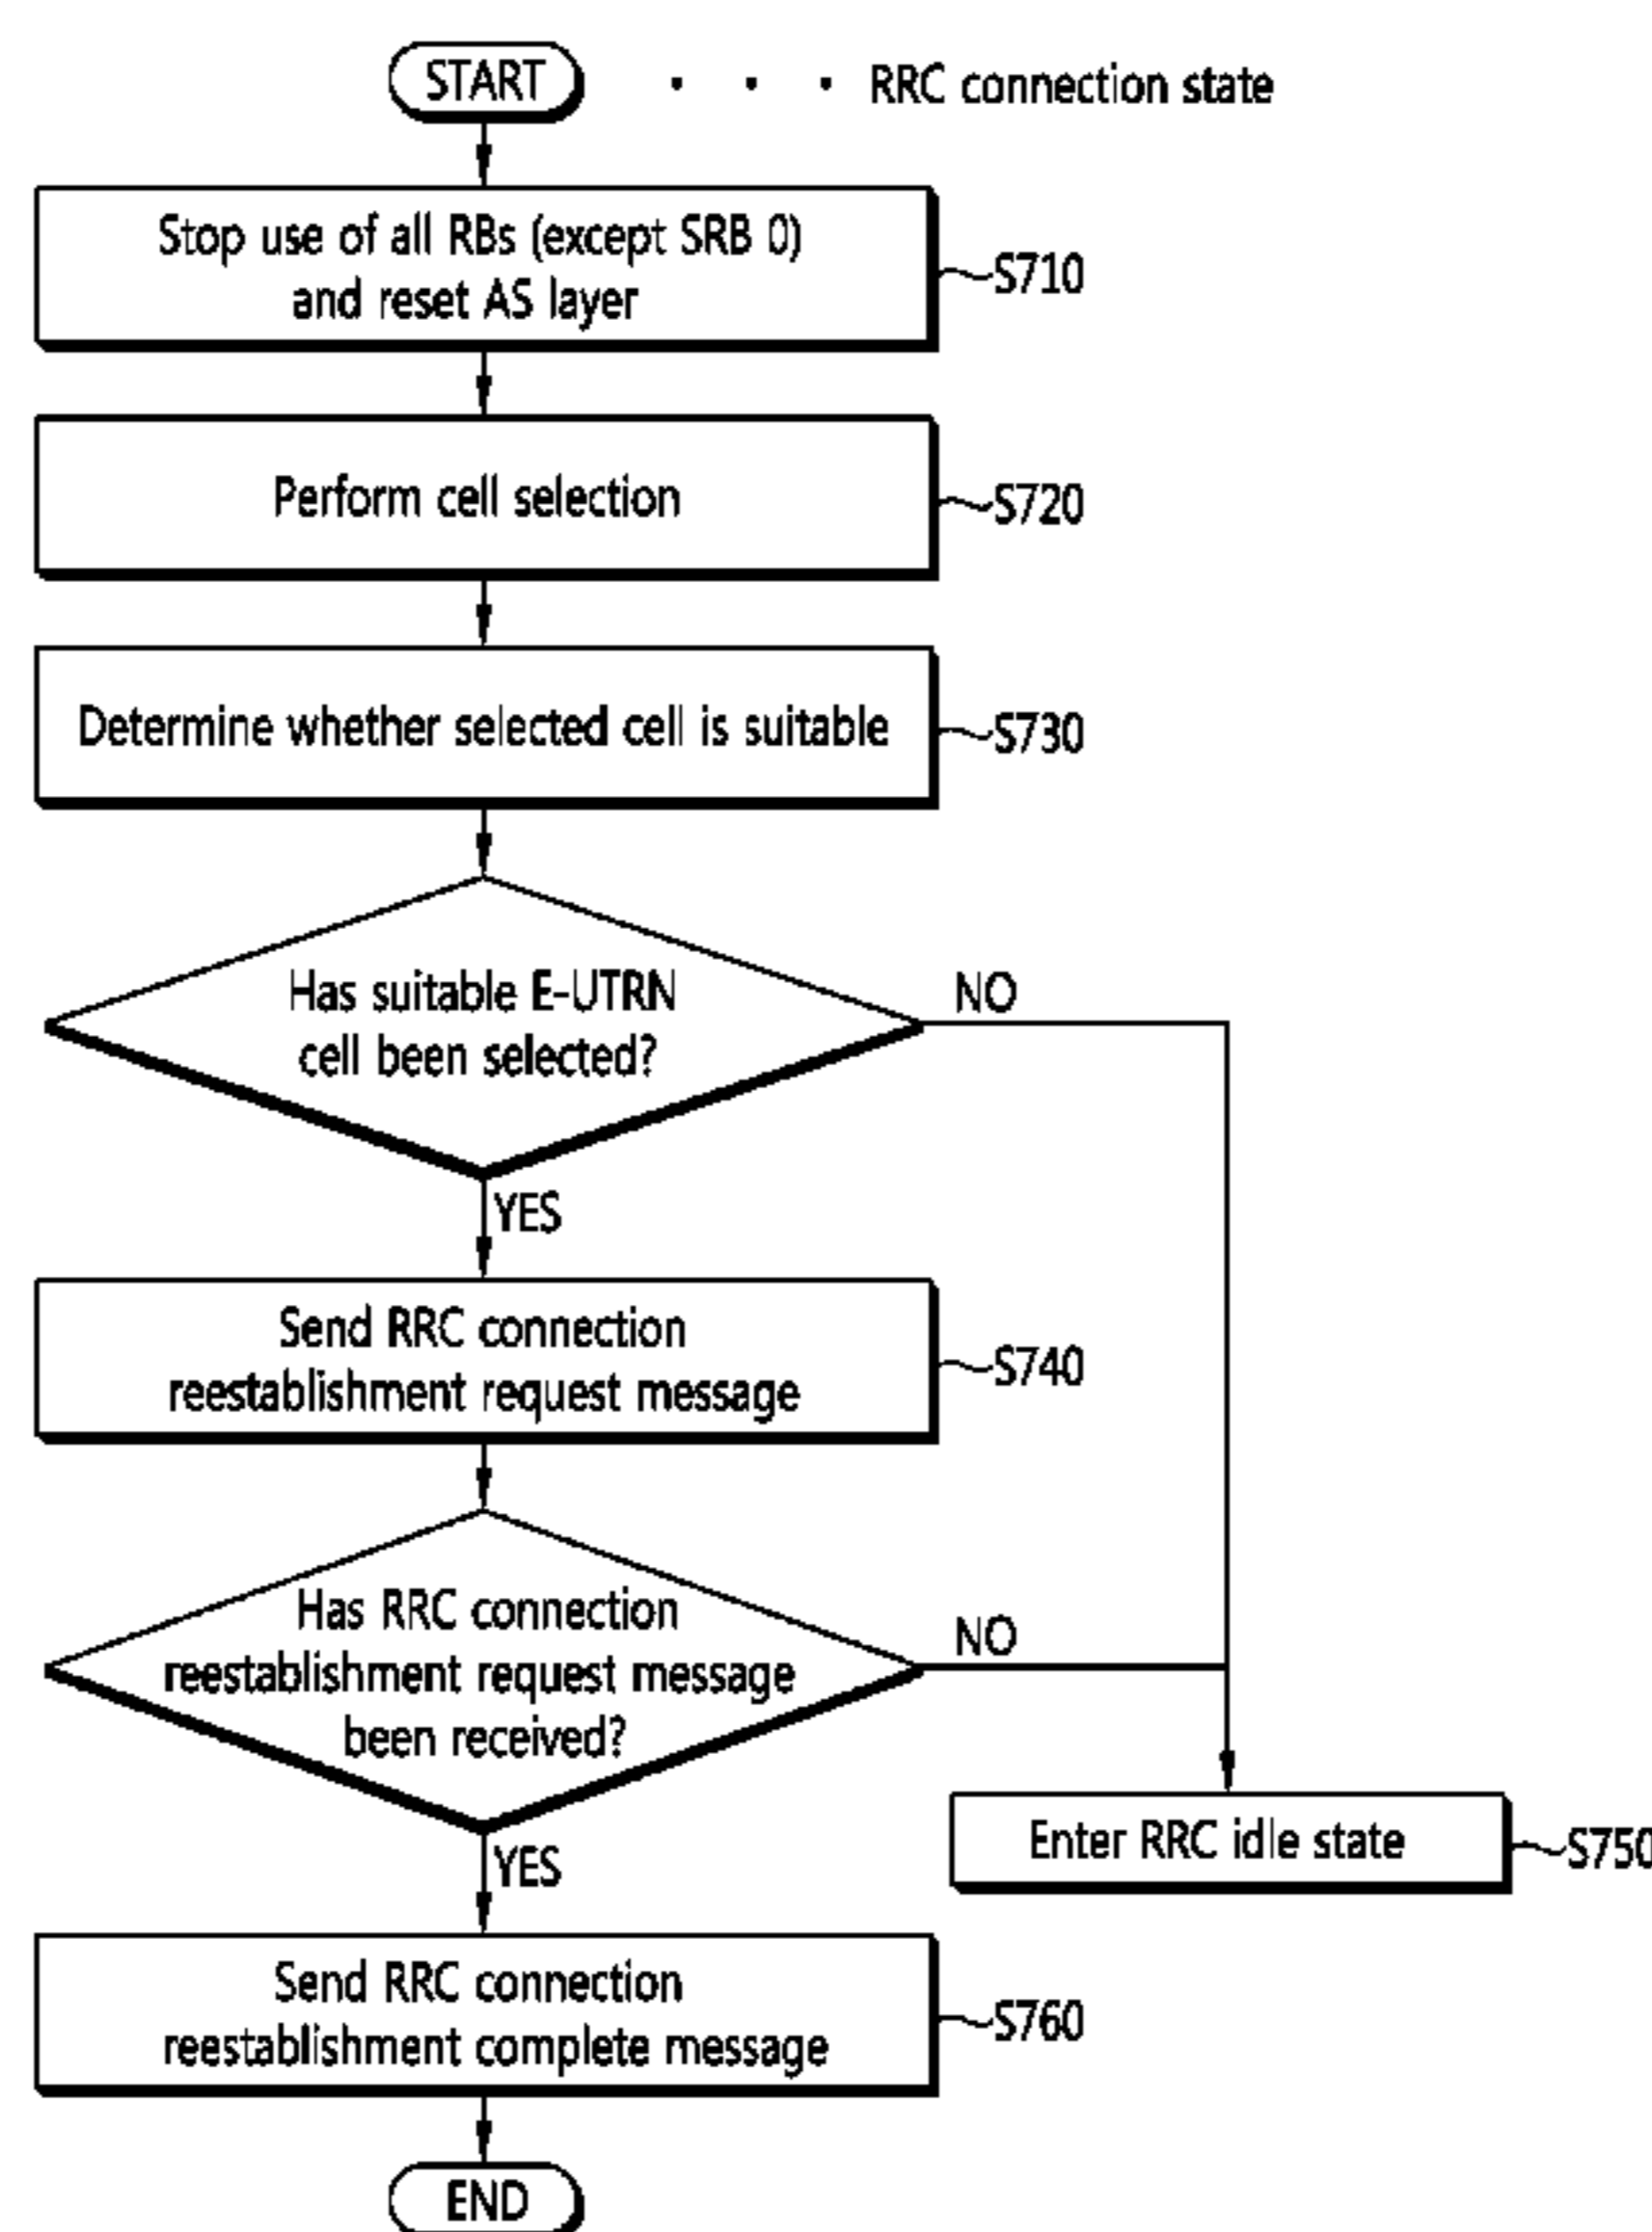 START
· · · RRC connection state
Stop use of all RBs (except SRB 0)
and reset AS layer
S710
Perform cell selection
S720
Determine whether selected cell is suitable
S730
Has suitable E-UTRN
cell been selected?
NO
YES
Send RRC connection
reestablishment request message
S740
Has RRC connection
reestablishment request message
been received?
NO
YES
Enter RRC idle state
S750
Send RRC connection
reestablishment complete message
S760
END